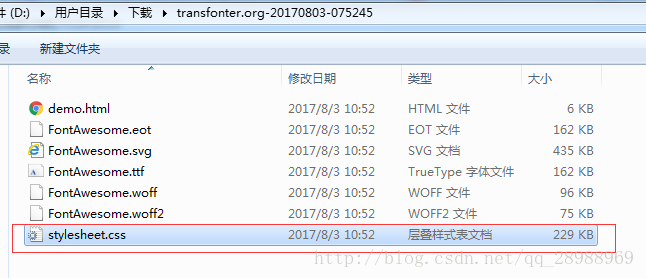 件 (D:) ▸ 用户目录 ▸ 下载 ▸ transfonter.org-20170803-075245
录 新建文件夹
名称 修改日期 类型 大小
demo.html 2017/8/3 10:52 HTML 文件 6 KB
FontAwesome.eot 2017/8/3 10:52 EOT 文件 162 KB
FontAwesome.svg 2017/8/3 10:52 SVG 文档 435 KB
FontAwesome.ttf 2017/8/3 10:52 TrueType 字体文件 162 KB
FontAwesome.woff 2017/8/3 10:52 WOFF 文件 96 KB
FontAwesome.woff2 2017/8/3 10:52 WOFF2 文件 75 KB
stylesheet.css 2017/8/3 10:52 层叠样式表文档 229 KB
http://blog.csdn.net/qq_28988969